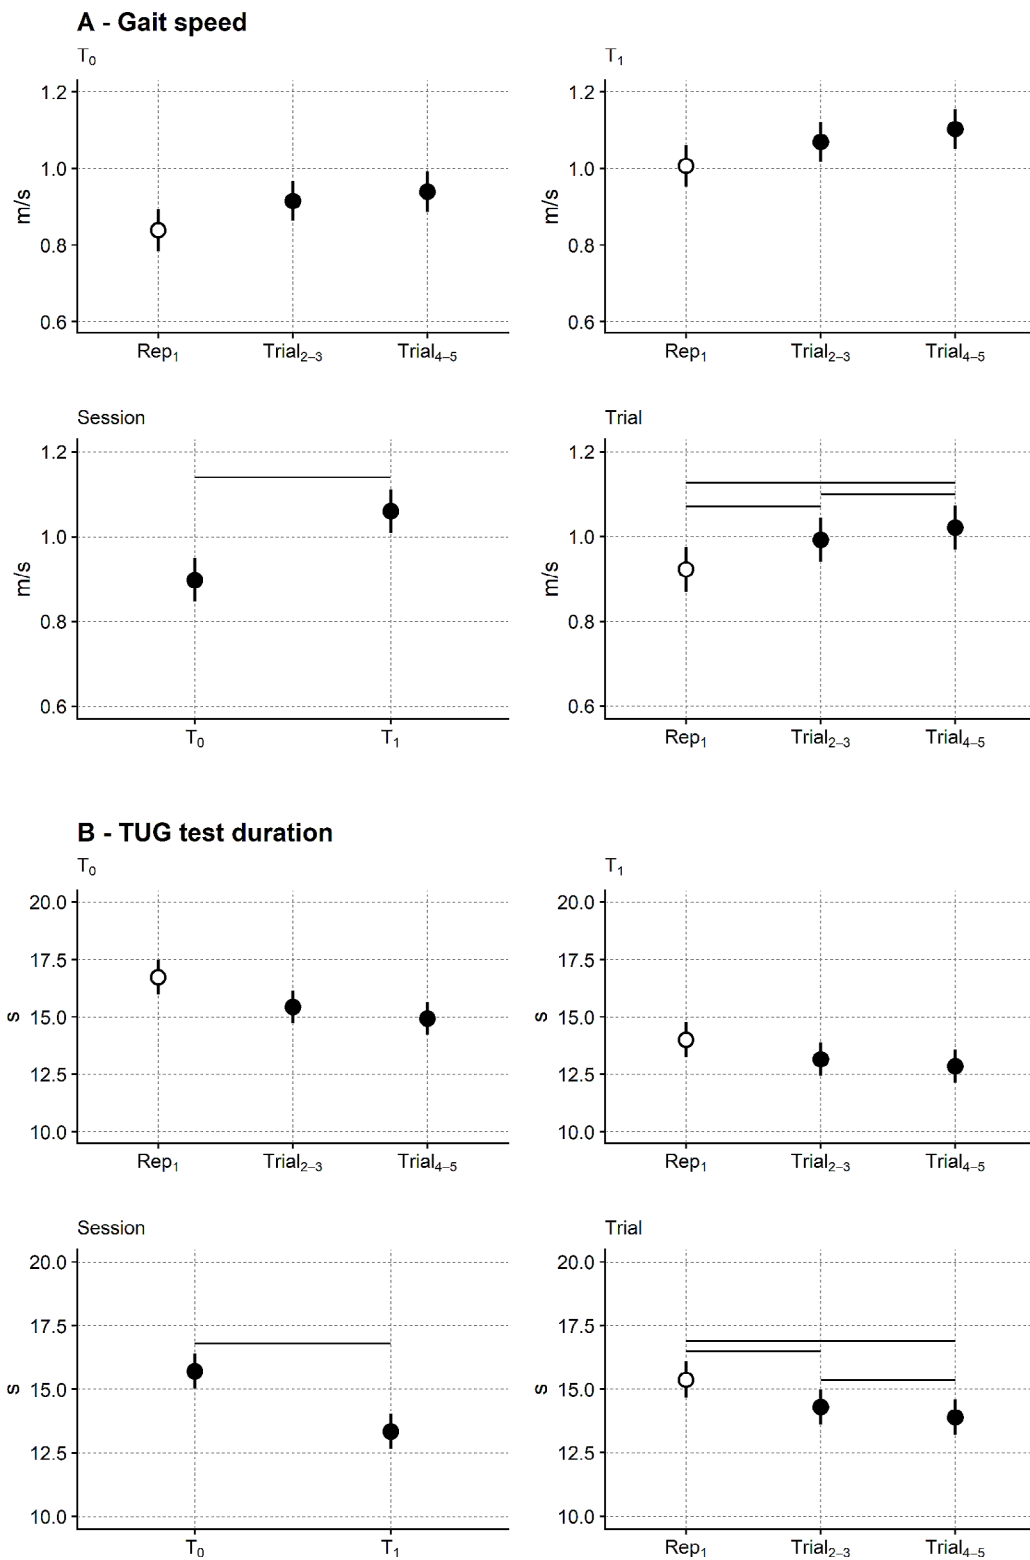 A - Gait speed
T₀
T₁
1.2
1.0
0.8
0.6
m/s
Rep₁ Trial₂₋₃ Trial₄₋₅
1.2
1.0
0.8
0.6
m/s
Rep₁ Trial₂₋₃ Trial₄₋₅
Session
1.2
1.0
0.8
0.6
m/s
T₀ T₁
Trial
1.2
1.0
0.8
0.6
m/s
Rep₁ Trial₂₋₃ Trial₄₋₅
B - TUG test duration
T₀
T₁
20.0
17.5
15.0
12.5
10.0
s
Rep₁ Trial₂₋₃ Trial₄₋₅
20.0
17.5
15.0
12.5
10.0
s
Rep₁ Trial₂₋₃ Trial₄₋₅
Session
20.0
17.5
15.0
12.5
10.0
s
T₀ T₁
Trial
20.0
17.5
15.0
12.5
10.0
s
Rep₁ Trial₂₋₃ Trial₄₋₅